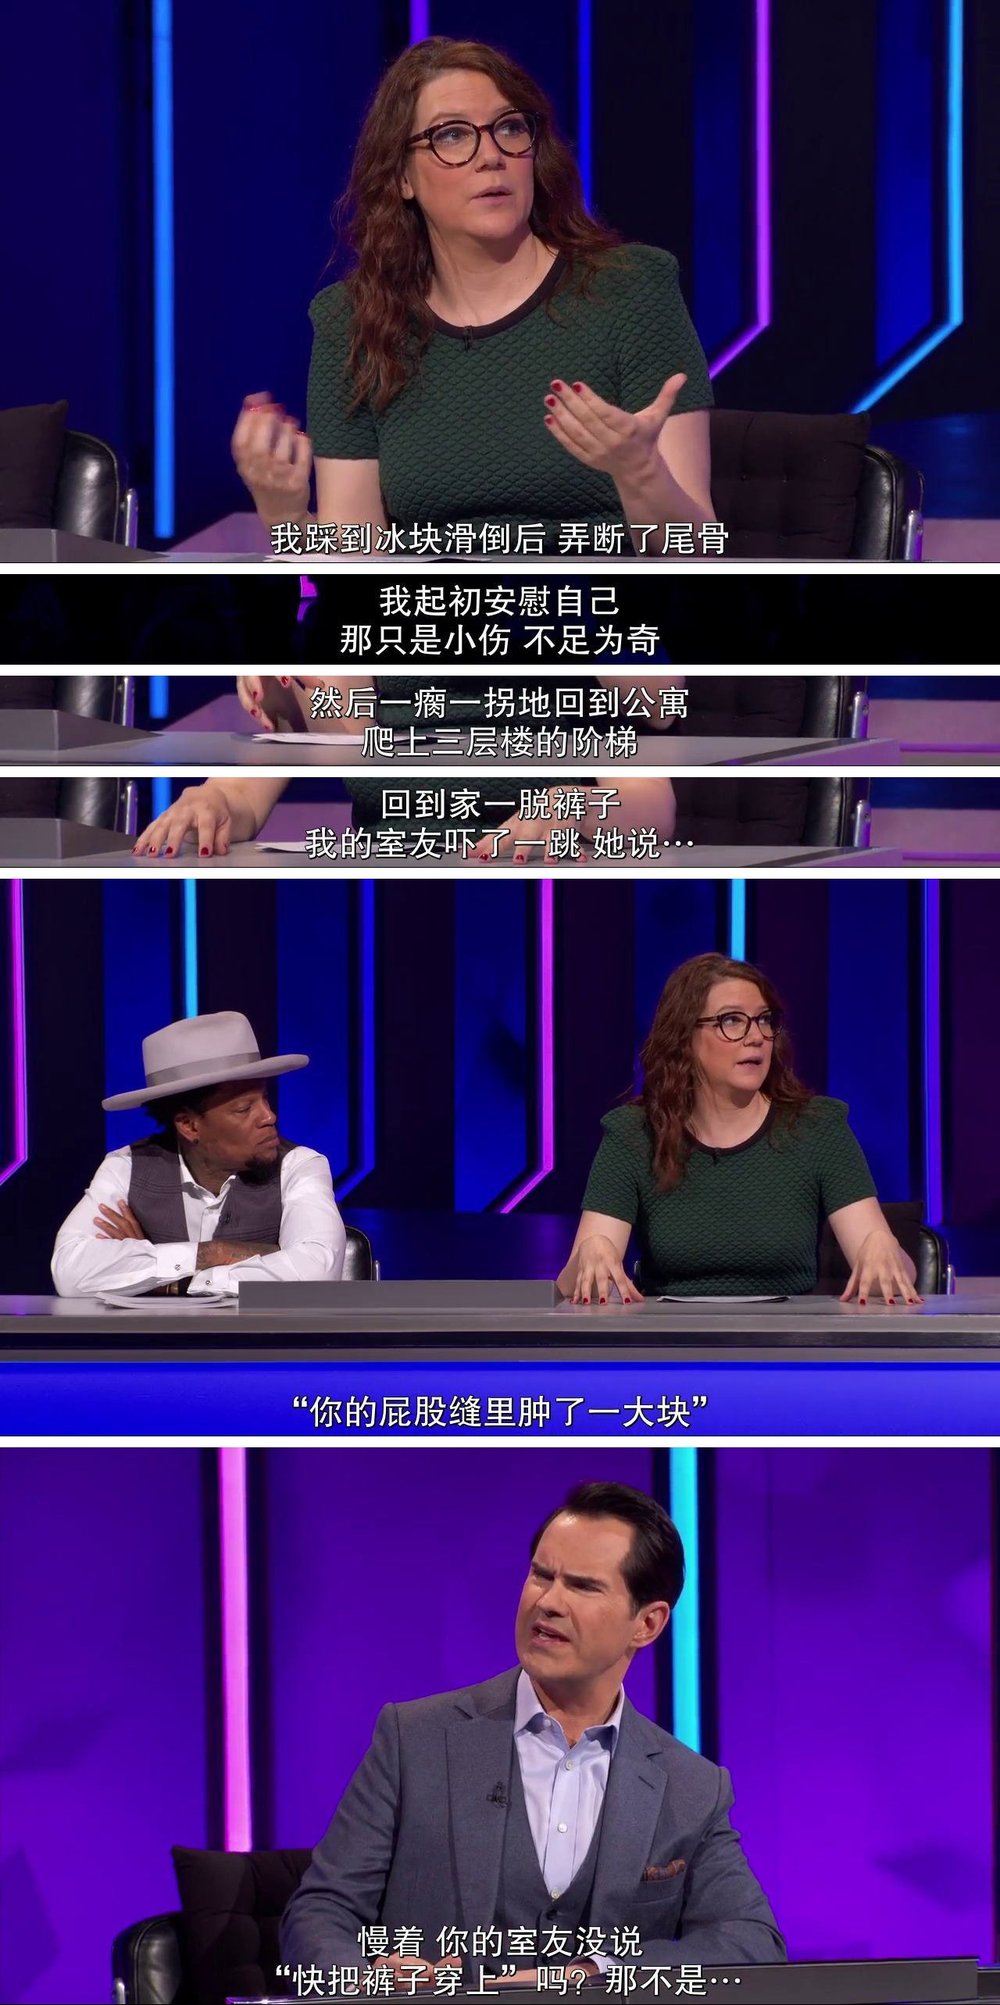 我踩到冰块滑倒后 弄断了尾骨
我起初安慰自己
那只是小伤 不足为奇
然后一瘸一拐地回到公寓
爬上三层楼的阶梯
回到家一脱裤子
我的室友吓了一跳 她说…
“你的屁股缝里肿了一大块”
慢着 你的室友没说
“快把裤子穿上”吗？那不是…